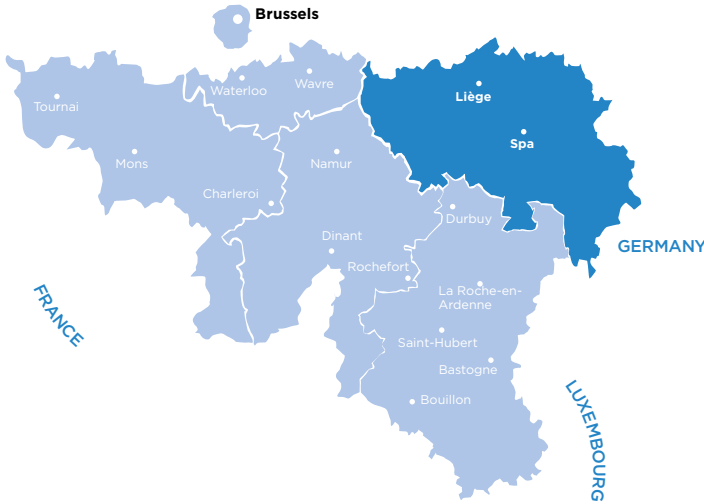 Brussels
Waterloo
Wavre
Liège
Tournai
Spa
Mons
Namur
Charleroi
Durbuy
Dinant
GERMANY
Rochefort
FRANCE
La Roche-en-
Ardenne
Saint-Hubert
Bastogne
Bouillon
LUXEMBOURG